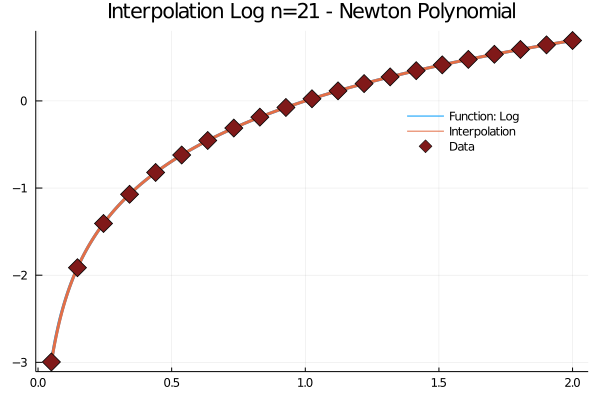 Interpolation Log n=21 - Newton Polynomial
0
−1
−2
−3
Function: Log
Interpolation
Data
0.0 0.5 1.0 1.5 2.0